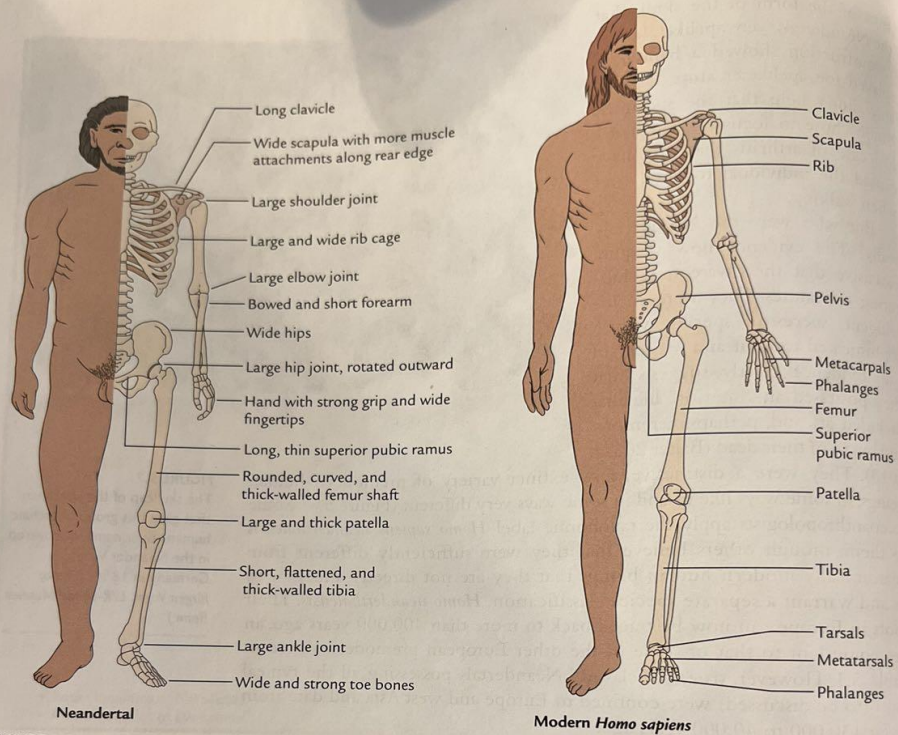 Long clavicle
Wide scapula with more muscle
attachments along rear edge
Large shoulder joint
Large and wide rib cage
Large elbow joint
Bowed and short forearm
Wide hips
Large hip joint, rotated outward
Hand with strong grip and wide
fingertips
Long, thin superior pubic ramus
Rounded, curved, and
thick-walled femur shaft
Large and thick patella
Short, flattened, and
thick-walled tibia
Large ankle joint
Wide and strong toe bones
Neandertal
Clavicle
Scapula
Rib
Pelvis
Metacarpals
Phalanges
Femur
Superior
pubic ramus
Patella
Tibia
Tarsals
Metatarsals
Phalanges
Modern Homo sapiens